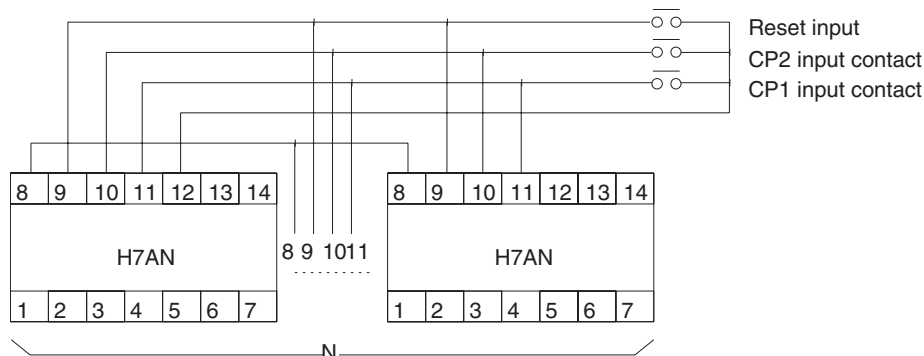 Reset input
CP2 input contact
CP1 input contact
8 9 10 11 12 13 14
8 9 10 11 12 13 14
H7AN
8 9 10 11
H7AN
1 2 3 4 5 6 7
1 2 3 4 5 6 7
N